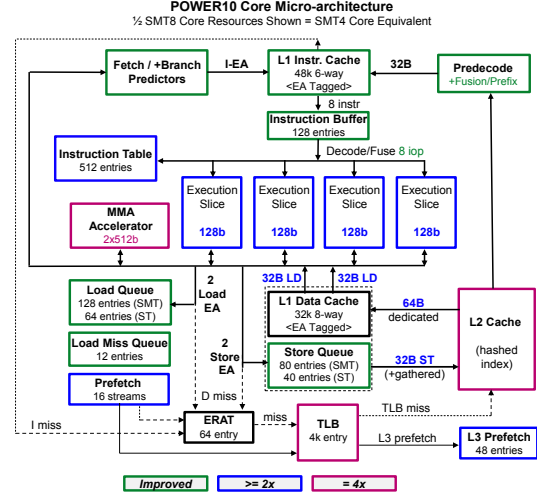 POWER10 Core Micro-architecture
½ SMT8 Core Resources Shown = SMT4 Core Equivalent
Fetch / +Branch
Predictors
I-EA
L1 Instr. Cache
48k 6-way
<EA Tagged>
32B
Predecode
+Fusion/Prefix
8 instr
Instruction Buffer
128 entries
Decode/Fuse 8 iop
Instruction Table
512 entries
Execution
Slice
128b
Execution
Slice
128b
Execution
Slice
128b
Execution
Slice
128b
MMA
Accelerator
2x512b
32B LD
32B LD
Load Queue
128 entries (SMT)
64 entries (ST)
2
Load
EA
L1 Data Cache
32k 8-way
<EA Tagged>
64B
dedicated
L2 Cache
(hashed
index)
Load Miss Queue
12 entries
2
Store
EA
Store Queue
80 entries (SMT)
40 entries (ST)
32B ST
(+gathered)
Prefetch
16 streams
D miss
I miss
ERAT
64 entry
miss
TLB
4k entry
TLB miss
L3 prefetch
L3 Prefetch
48 entries
Improved
>= 2x
= 4x